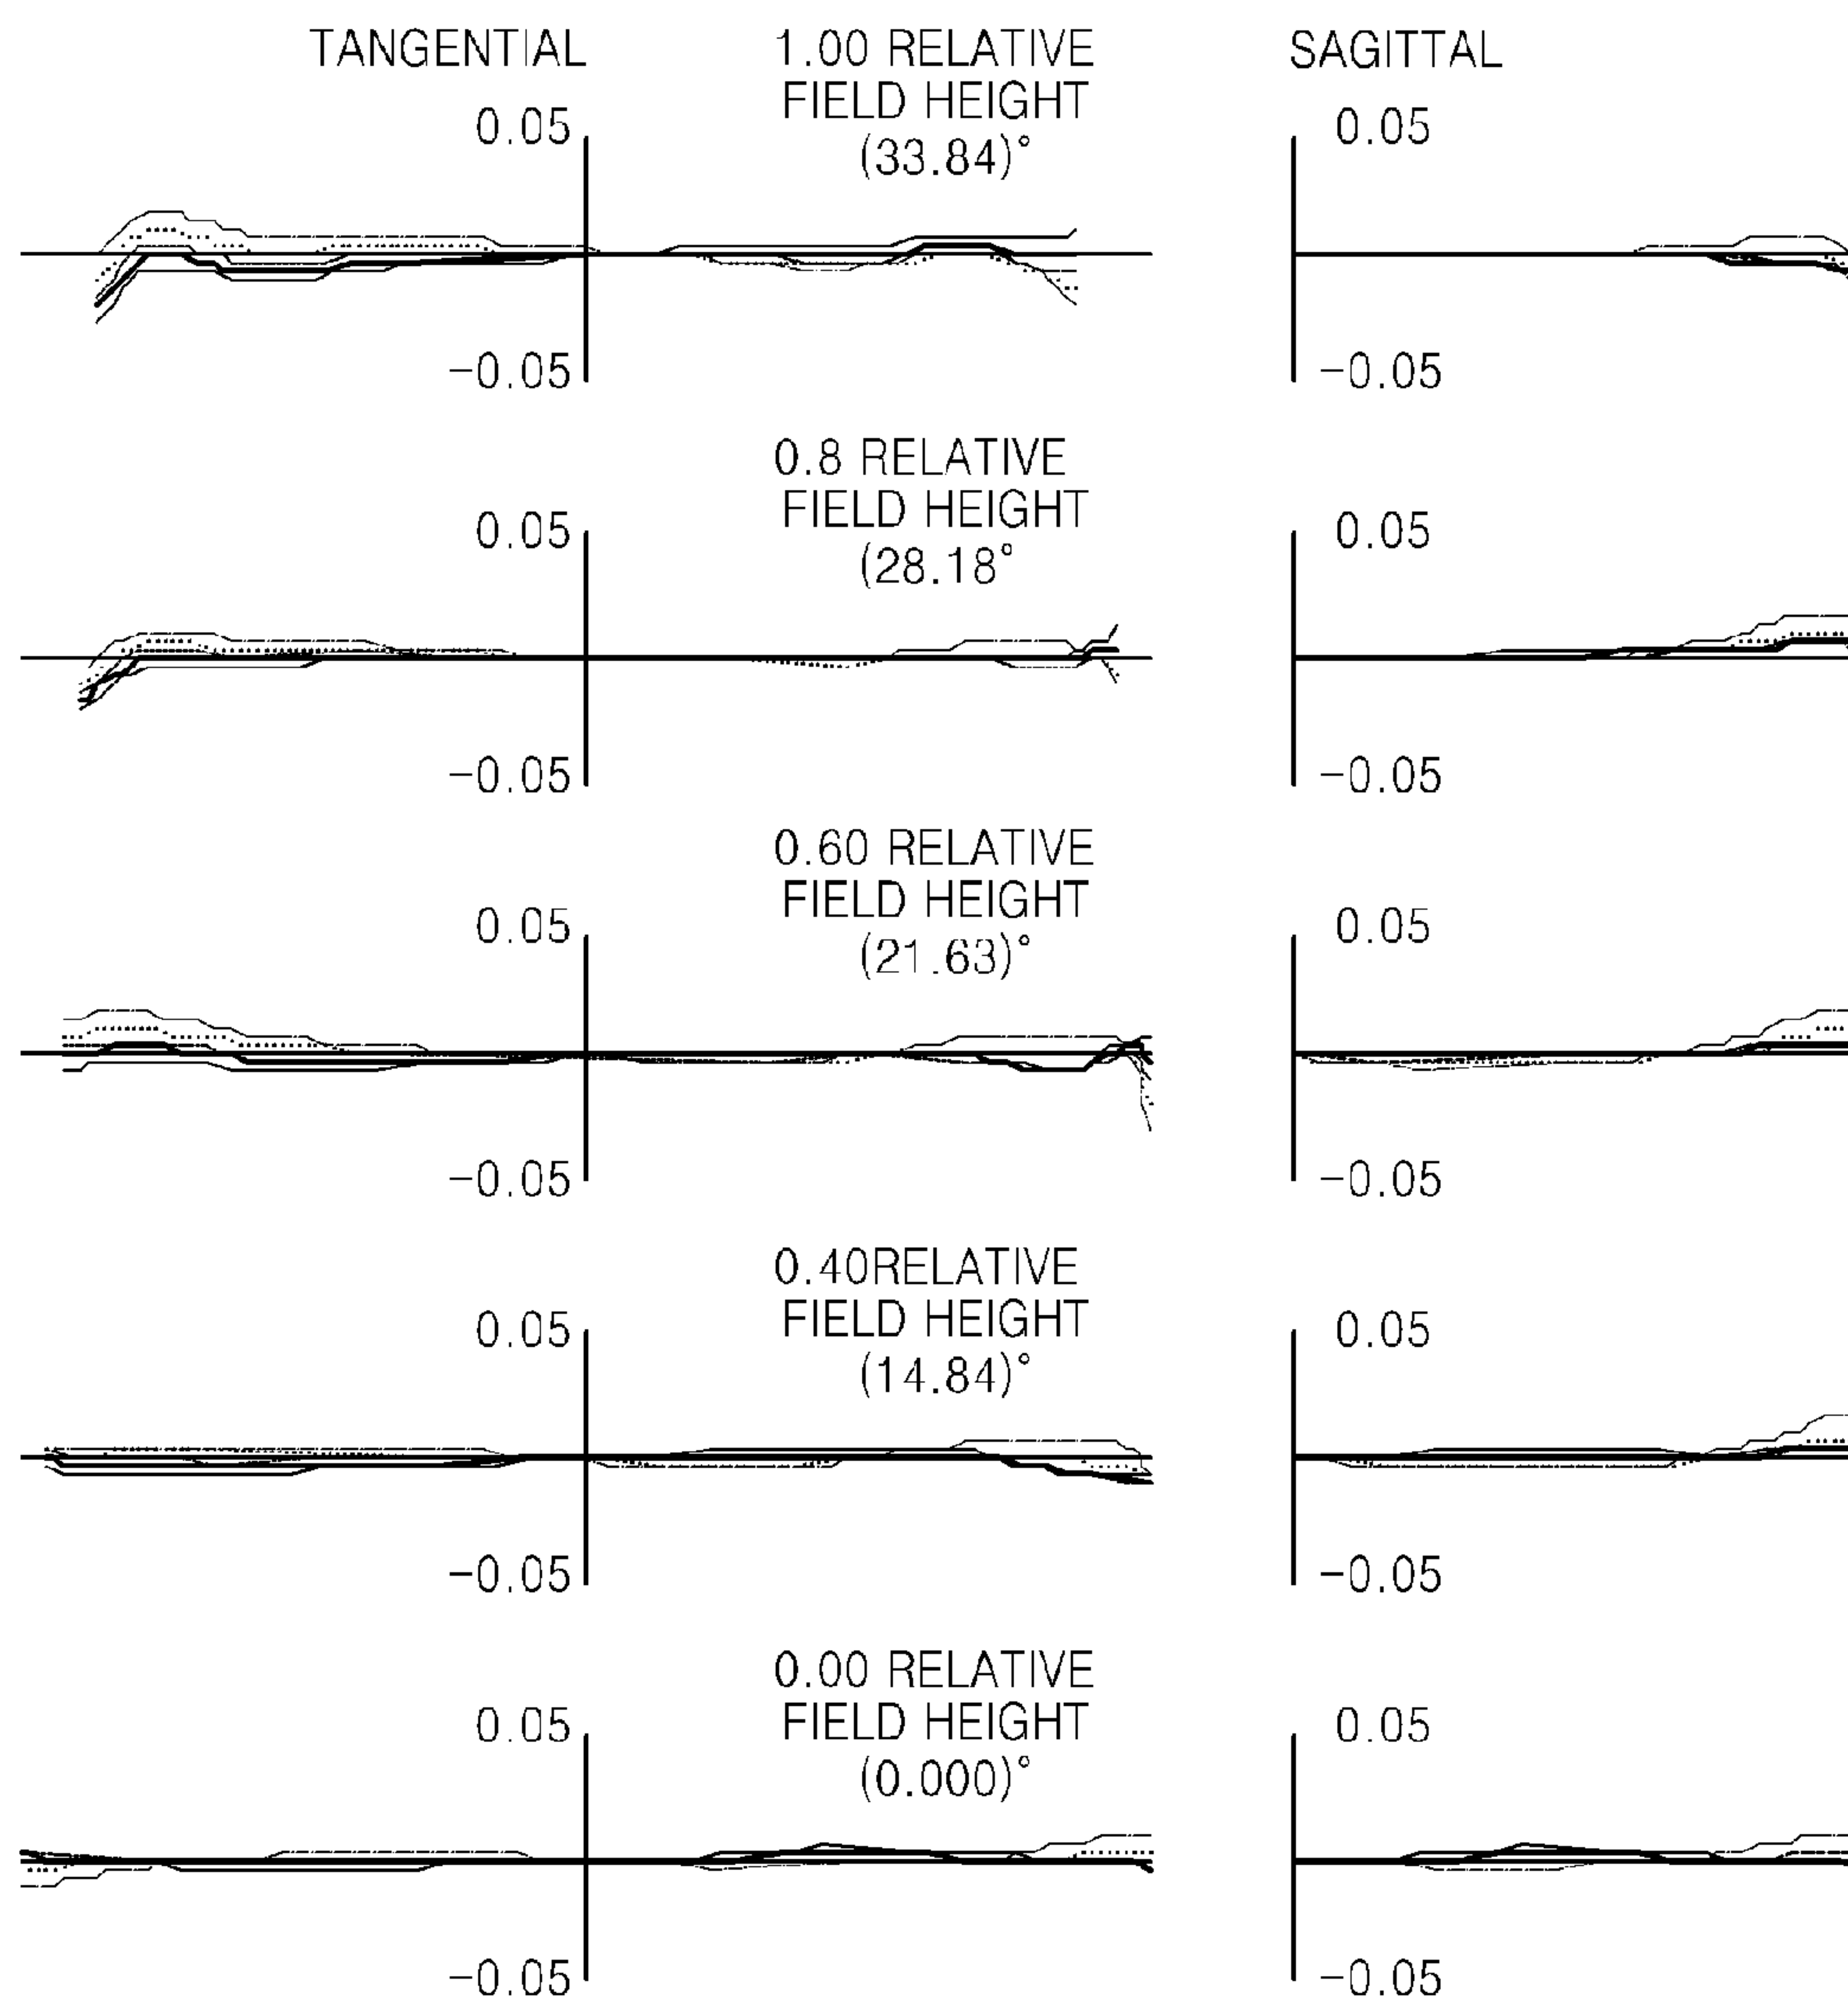 TANGENTIAL
1.00 RELATIVE
FIELD HEIGHT
(33.84)°
SAGITTAL
0.05
0.05
-0.05
-0.05
0.8 RELATIVE
FIELD HEIGHT
(28.18°
0.05
0.05
-0.05
-0.05
0.60 RELATIVE
FIELD HEIGHT
(21.63)°
0.05
0.05
-0.05
-0.05
0.40RELATIVE
FIELD HEIGHT
(14.84)°
0.05
0.05
-0.05
-0.05
0.00 RELATIVE
FIELD HEIGHT
(0.000)°
0.05
0.05
-0.05
-0.05